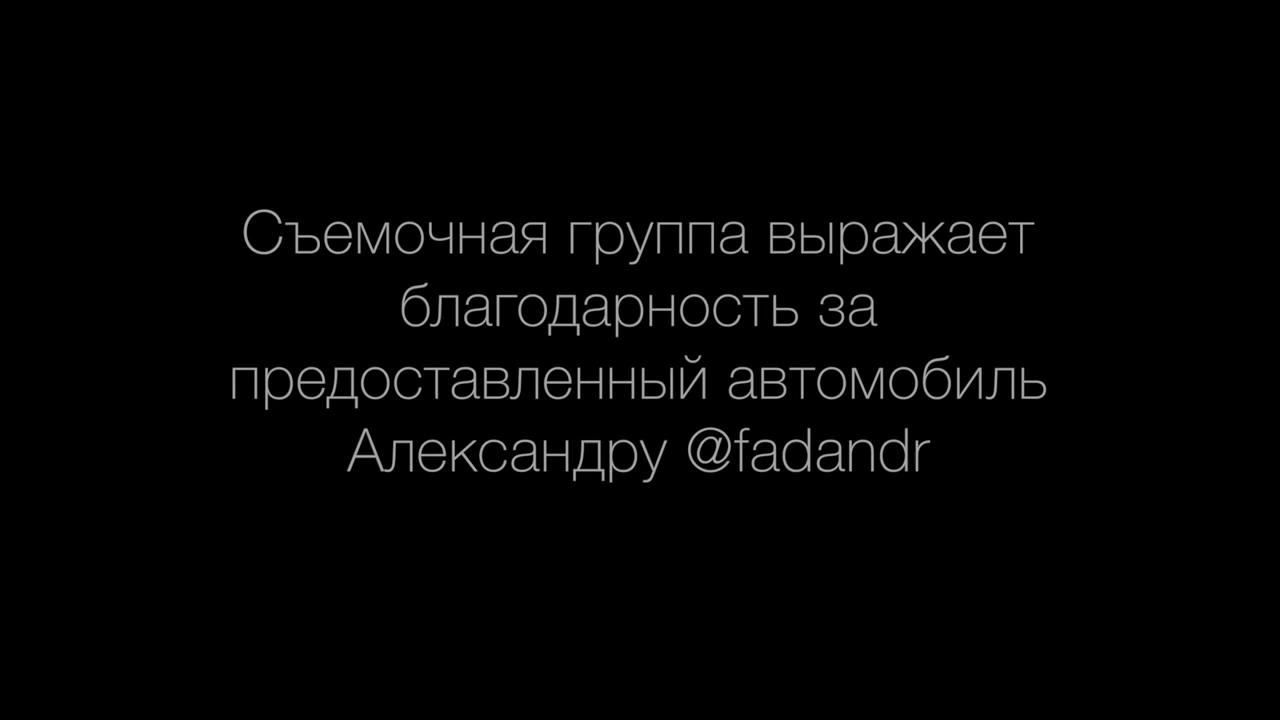 Съемочная группа выражает
благодарность за
предоставленный автомобиль
Александру @fadandr